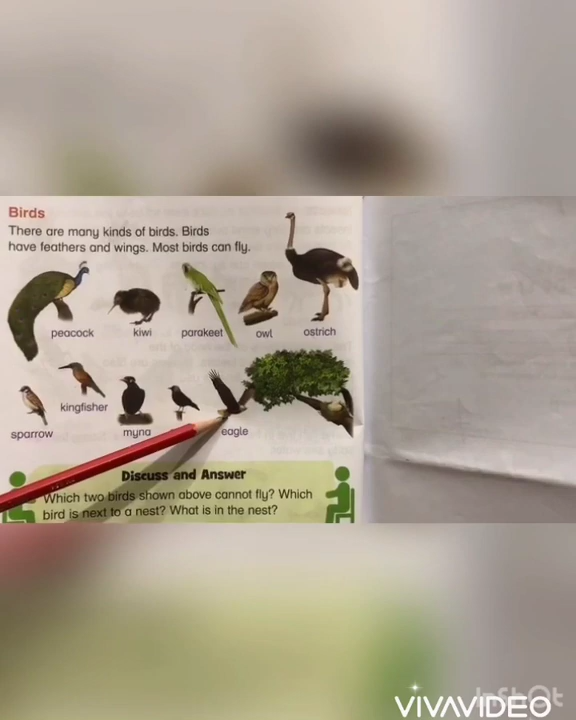 Birds
There are many kinds of birds. Birds
have feathers and wings. Most birds can fly.
peacock
kiwi
parakeet
owl
ostrich
sparrow
kingfisher
myna
eagle
Discuss and Answer
Which two birds shown above cannot fly? Which
bird is next to a nest? What is in the nest?
InShOt
VIVAVIDEO